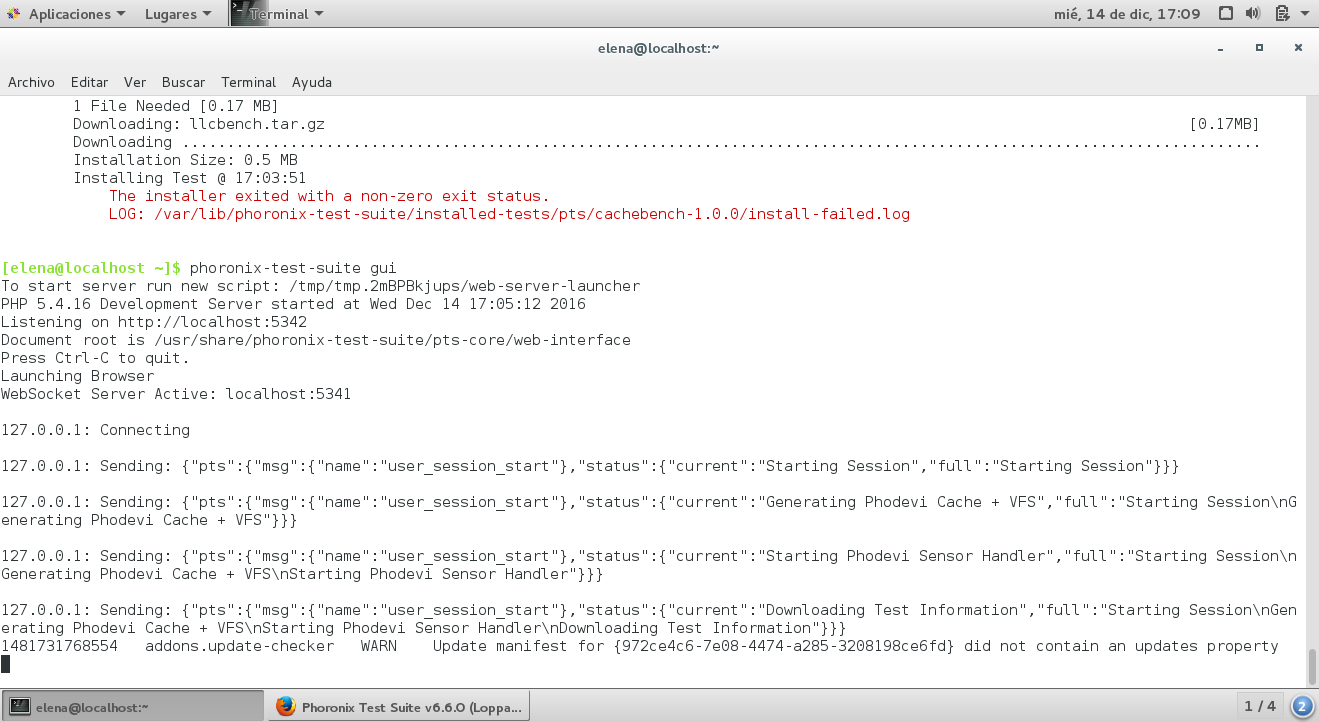 Aplicaciones Lugares Terminal mié, 14 de dic, 17:09
elena@localhost:~
Archivo Editar Ver Buscar Terminal Ayuda
1 File Needed [0.17 MB]
Downloading: llcbench.tar.gz [0.17MB]
Downloading ........................................................................................................................
Installation Size: 0.5 MB
Installing Test @ 17:03:51
The installer exited with a non-zero exit status.
LOG: /var/lib/phoronix-test-suite/installed-tests/pts/cachebench-1.0.0/install-failed.log
[elena@localhost ~]$ phoronix-test-suite gui
To start server run new script: /tmp/tmp.2mBPBkjups/web-server-launcher
PHP 5.4.16 Development Server started at Wed Dec 14 17:05:12 2016
Listening on http://localhost:5342
Document root is /usr/share/phoronix-test-suite/pts-core/web-interface
Press Ctrl-C to quit.
Launching Browser
WebSocket Server Active: localhost:5341
127.0.0.1: Connecting
127.0.0.1: Sending: {"pts":{"msg":{"name":"user_session_start"},"status":{"current":"Starting Session","full":"Starting Session"}}}
127.0.0.1: Sending: {"pts":{"msg":{"name":"user_session_start"},"status":{"current":"Generating Phodevi Cache + VFS","full":"Starting Session\nG
enerating Phodevi Cache + VFS"}}}
127.0.0.1: Sending: {"pts":{"msg":{"name":"user_session_start"},"status":{"current":"Starting Phodevi Sensor Handler","full":"Starting Session\n
Generating Phodevi Cache + VFS\nStarting Phodevi Sensor Handler"}}}
127.0.0.1: Sending: {"pts":{"msg":{"name":"user_session_start"},"status":{"current":"Downloading Test Information","full":"Starting Session\nGen
erating Phodevi Cache + VFS\nStarting Phodevi Sensor Handler\nDownloading Test Information"}}}
1481731768554 addons.update-checker WARN Update manifest for {972ce4c6-7e08-4474-a285-3208198ce6fd} did not contain an updates property
elena@localhost:~ Phoronix Test Suite v6.6.0 (Loppa... 1 / 4 2